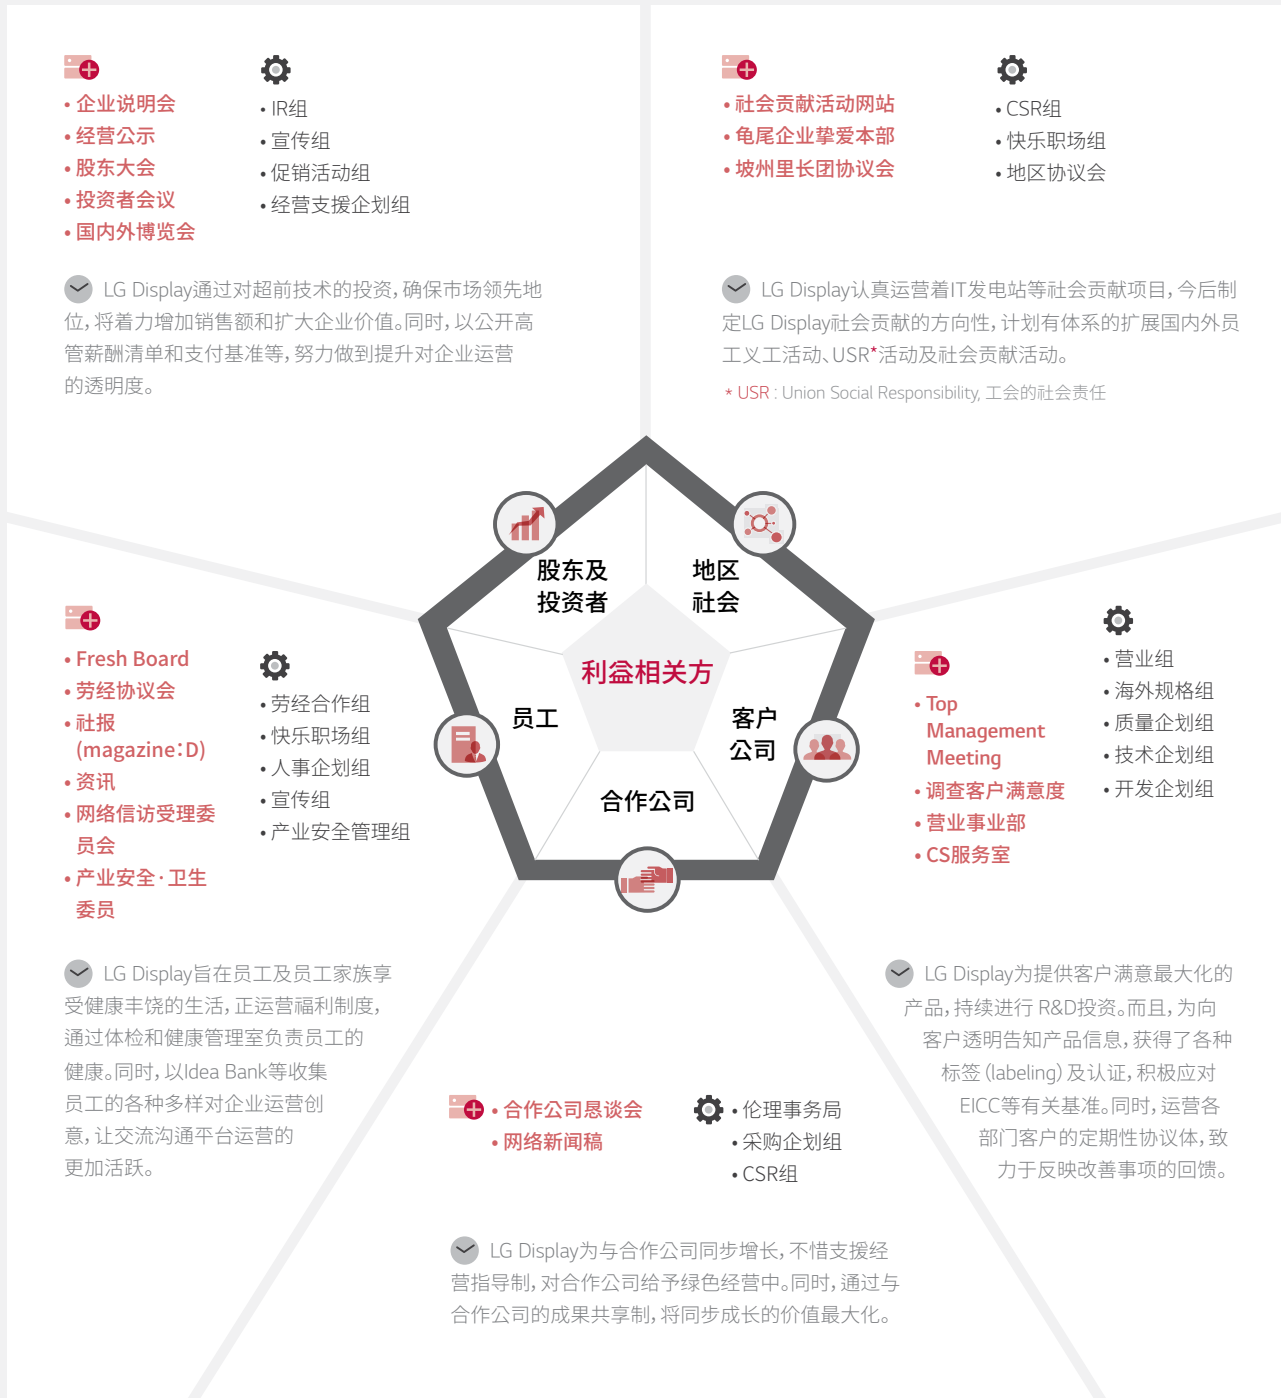 • 企业说明会
• 经营公示
• 股东大会
• 投资者会议
• 国内外博览会
• IR组
• 宣传组
• 促销活动组
• 经营支援企划组
LG Display通过对超前技术的投资,确保市场领先地
位,将着力增加销售额和扩大企业价值。同时,以公开高
管薪酬清单和支付基准等,努力做到提升对企业运营
的透明度。
• 社会贡献活动网站
• 龟尾企业挚爱本部
• 坡州里长团协议会
• CSR组
• 快乐职场组
• 地区协议会
LG Display认真运营着IT发电站等社会贡献项目,今后制
定LG Display社会贡献的方向性,计划有体系的扩展国内外员
工义工活动、USR*活动及社会贡献活动。
* USR : Union Social Responsibility, 工会的社会责任
股东及
投资者
地区
社会
利益相关方
员工
客户
公司
合作公司
• Fresh Board
• 劳经协议会
• 社报
(magazine:D)
• 资讯
• 网络信访受理委
员会
• 产业安全·卫生
委员
• 劳经合作组
• 快乐职场组
• 人事企划组
• 宣传组
• 产业安全管理组
LG Display旨在员工及员工家族享
受健康丰饶的生活,正运营福利制度,
通过体检和健康管理室负责员工的
健康。同时,以Idea Bank等收集
员工的各种多样对企业运营创
意,让交流沟通平台运营的
更加活跃。
• Top
Management
Meeting
• 调查客户满意度
• 营业事业部
• CS服务室
• 营业组
• 海外规格组
• 质量企划组
• 技术企划组
• 开发企划组
LG Display为提供客户满意最大化的
产品,持续进行 R&D投资。而且,为向
客户透明告知产品信息,获得了各种
标签 (labeling) 及认证,积极应对
EICC等有关基准。同时,运营各
部门客户的定期性协议体,致
力于反映改善事项的回馈。
• 合作公司恳谈会
• 网络新闻稿
• 伦理事务局
• 采购企划组
• CSR组
LG Display为与合作公司同步增长,不惜支援经
营指导制,对合作公司给予绿色经营中。同时,通过与
合作公司的成果共享制,将同步成长的价值最大化。